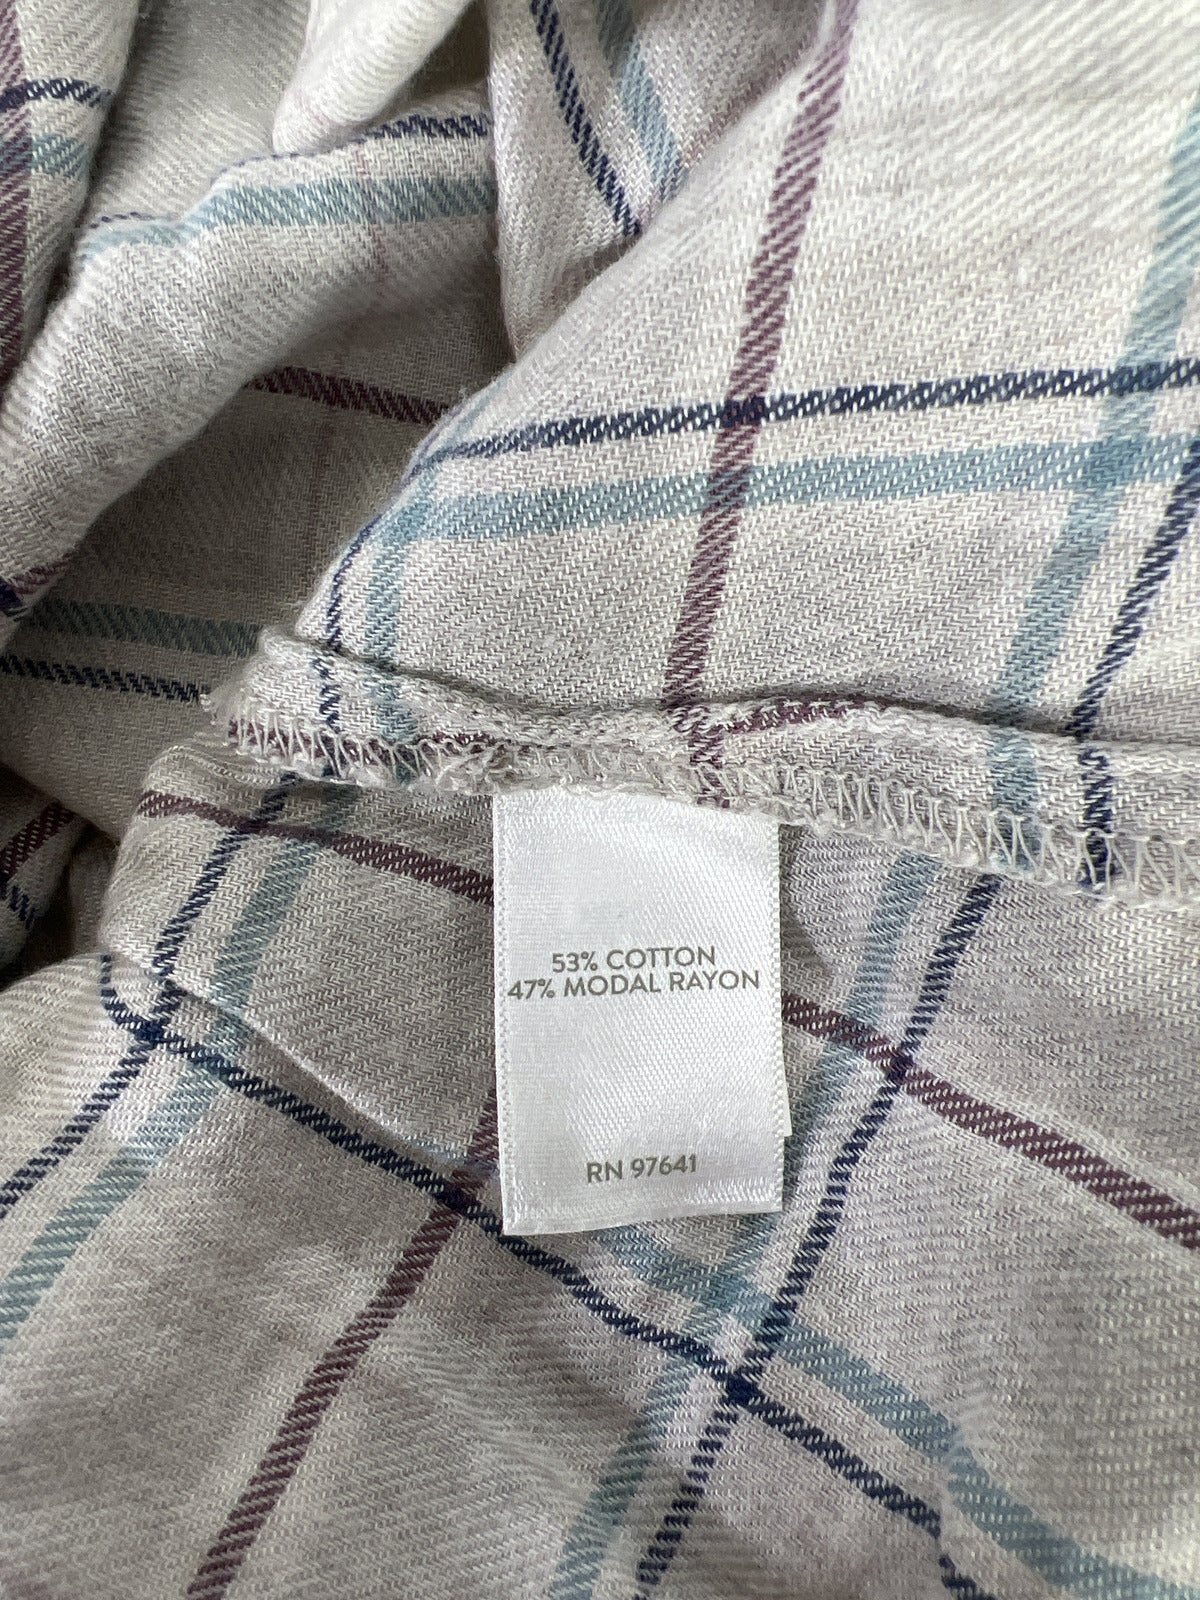 53% COTTON
47% MODAL RAYON
RN 97641